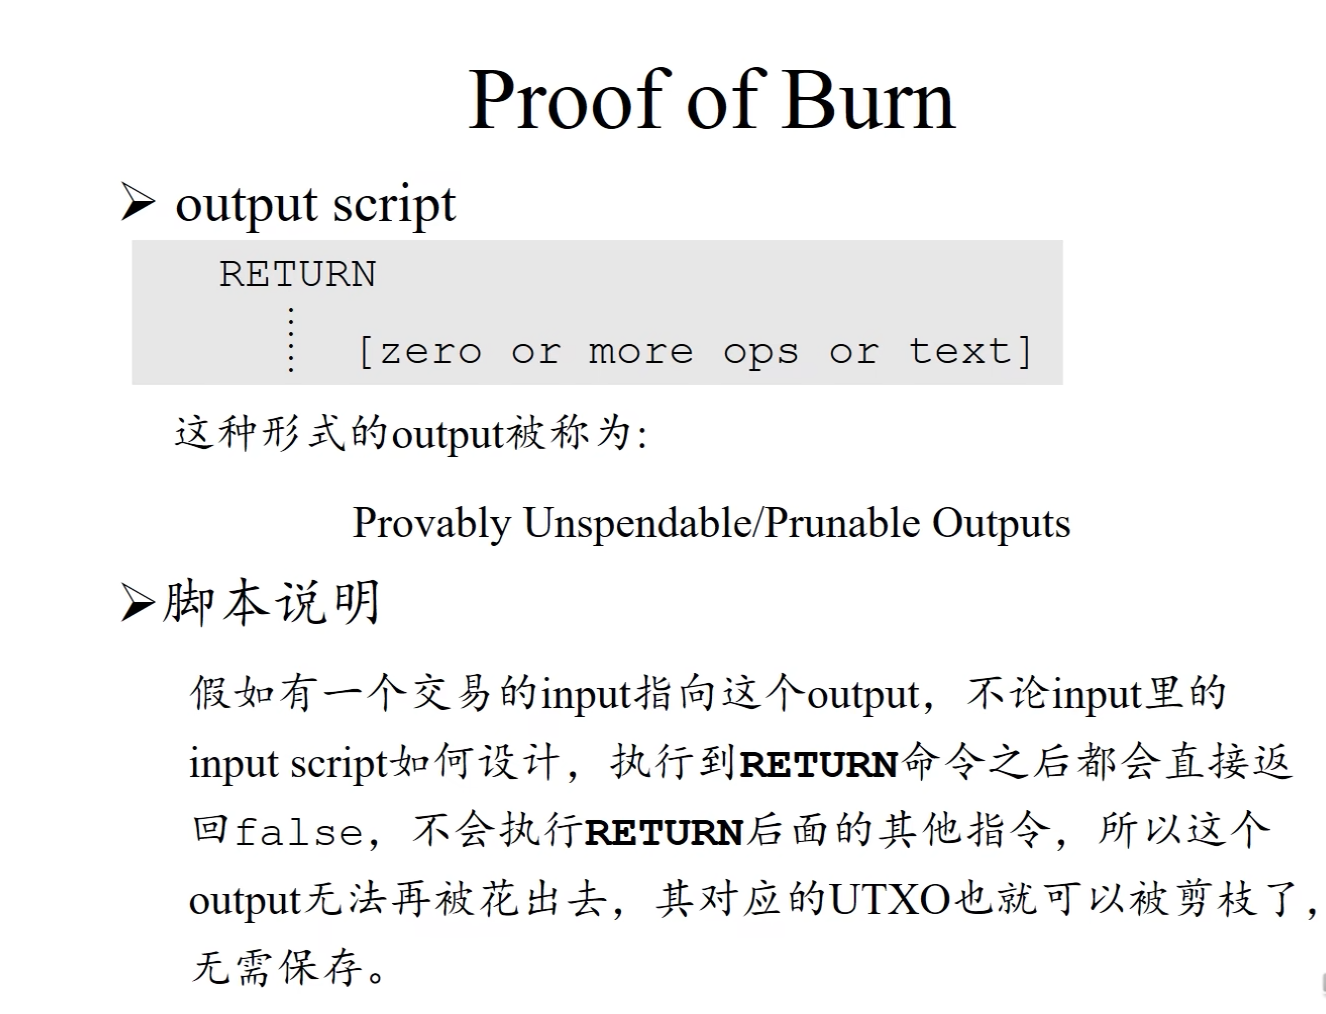 Proof of Burn
➢ output script
RETURN
[zero or more ops or text]
这种形式的output被称为:
Provably Unspendable/Prunable Outputs
➢脚本说明
假如有一个交易的input指向这个output，不论input里的
input script如何设计，执行到RETURN命令之后都会直接返
回false，不会执行RETURN后面的其他指令，所以这个
output无法再被花出去，其对应的UTXO也就可以被剪枝了，
无需保存。